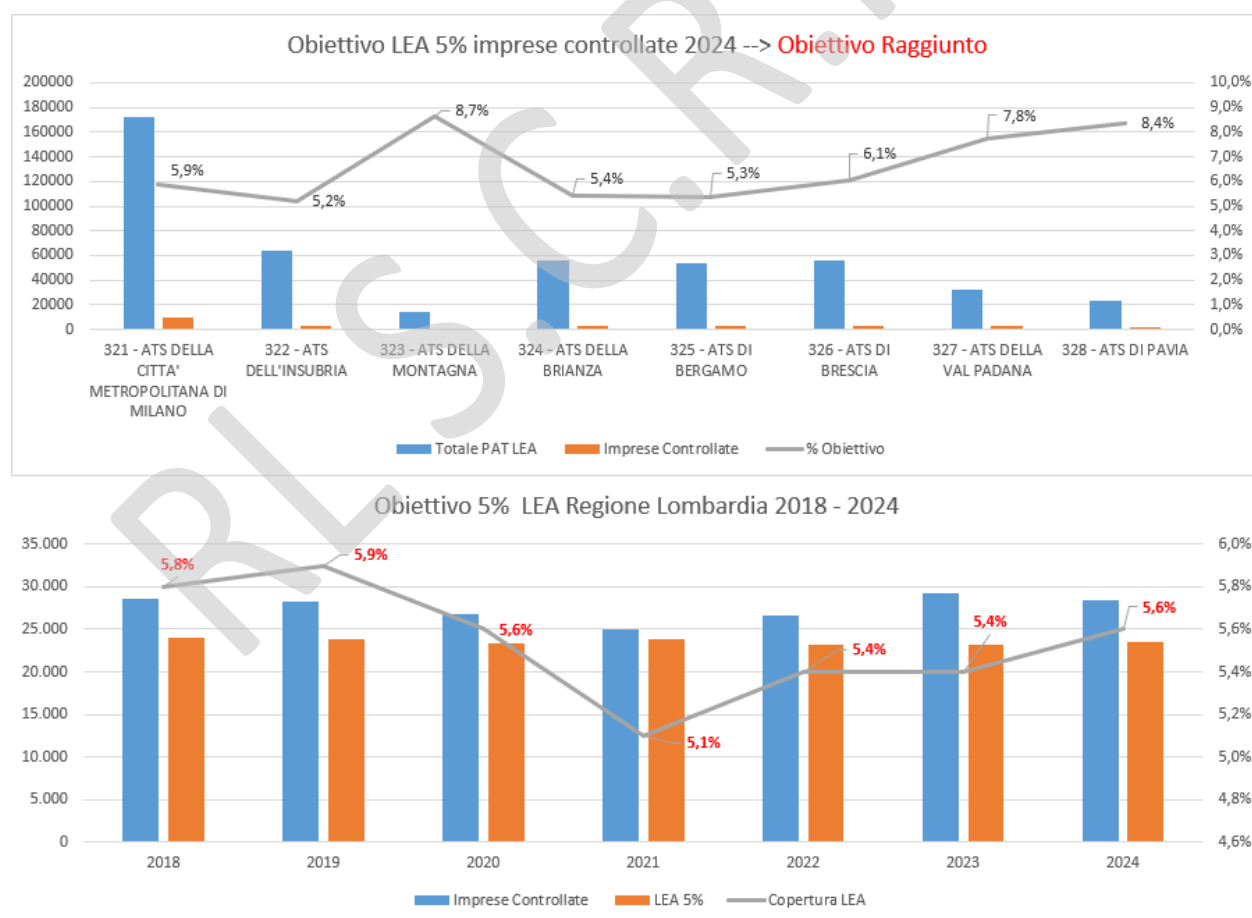 Obiettivo LEA 5% imprese controllate 2024 --> Obiettivo Raggiunto
200000
180000
160000
140000
120000
100000
80000
60000
40000
20000
0
10,0%
9,0%
8,0%
7,0%
6,0%
5,0%
4,0%
3,0%
2,0%
1,0%
0,0%
5,9%
5,2%
8,7%
5,4%
5,3%
6,1%
7,8%
8,4%
321 - ATS DELLA
CITTA'
METROPOLITANA DI
MILANO
322 - ATS
DELL'INSUBRIA
323 - ATS DELLA
MONTAGNA
324 - ATS DELLA
BRIANZA
325 - ATS DI
BERGAMO
326 - ATS DI
BRESCIA
327 - ATS DELLA
VAL PADANA
328 - ATS DI PAVIA
Totale PAT LEA
Imprese Controllate
% Obiettivo
Obiettivo 5%  LEA Regione Lombardia 2018 - 2024
35.000
30.000
25.000
20.000
15.000
10.000
5.000
0
6,0%
5,8%
5,6%
5,4%
5,2%
5,0%
4,8%
4,6%
5,8%
5,9%
5,6%
5,1%
5,4%
5,4%
5,6%
2018
2019
2020
2021
2022
2023
2024
Imprese Controllate
LEA 5%
Copertura LEA
RLS.C.R.